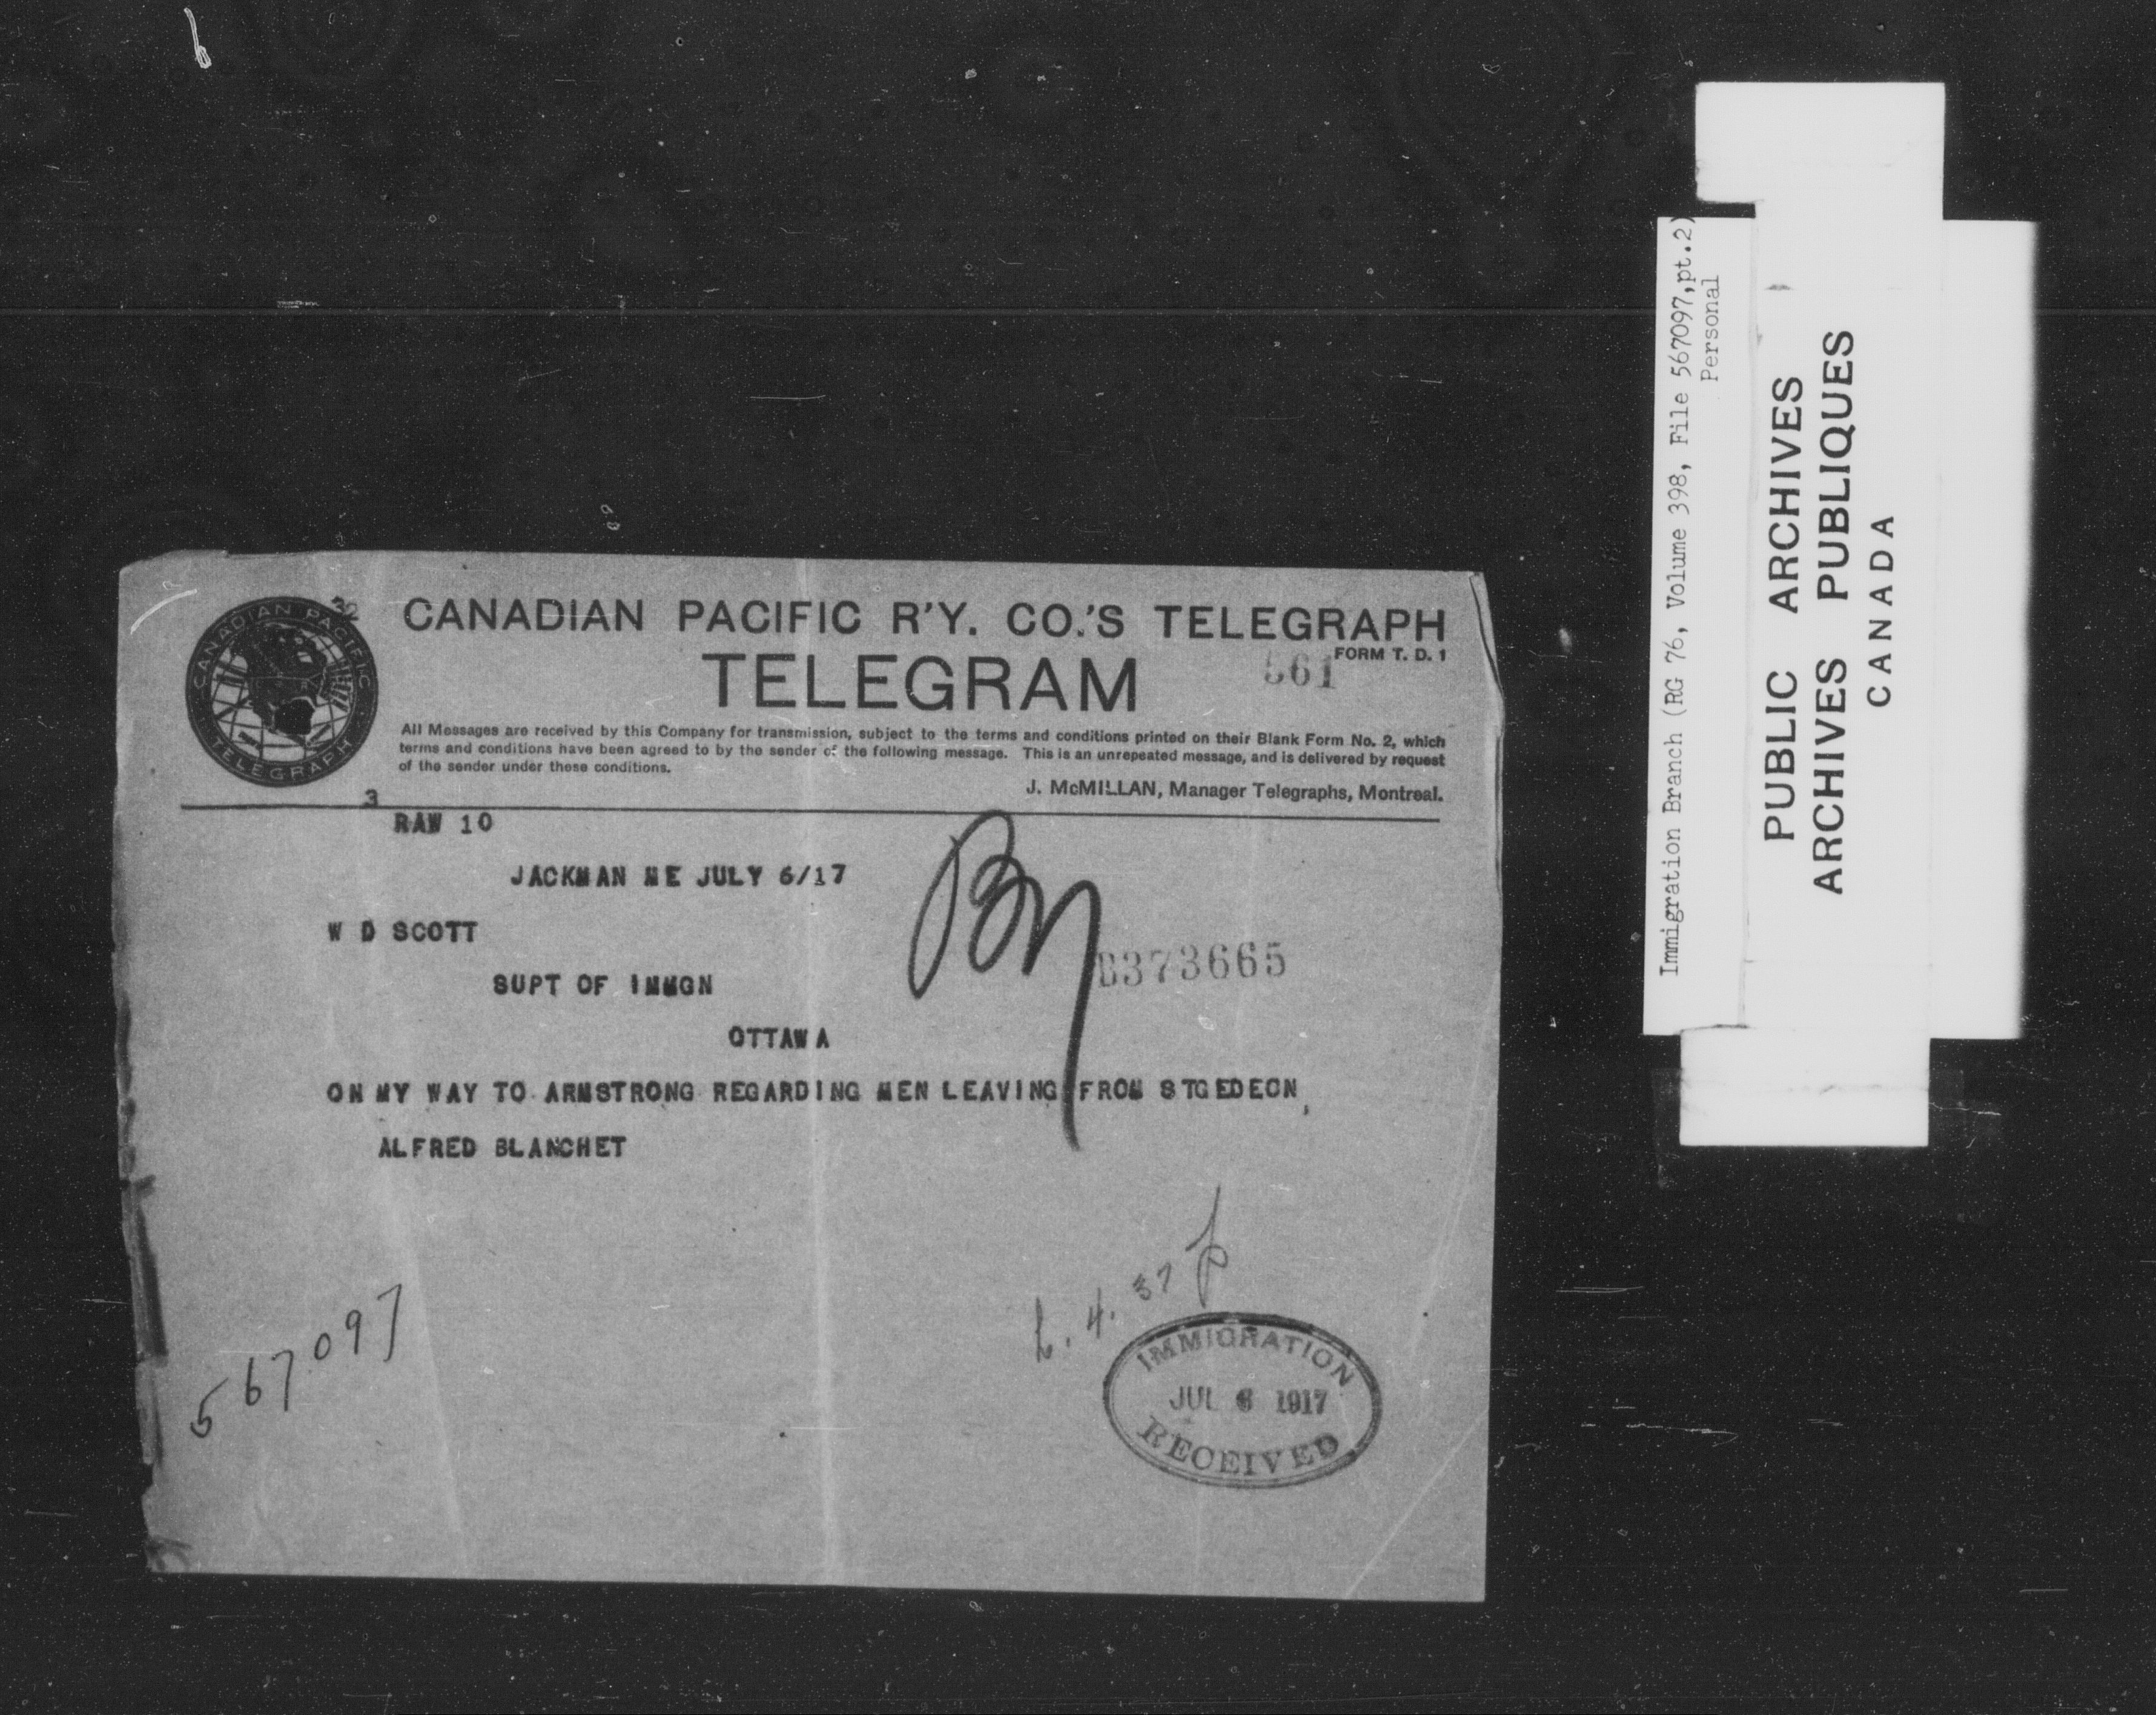 CANADIAN PACIFIC
TELEGRAPH
32
CANADIAN PACIFIC R'Y. CO.'S TELEGRAPH
FORM T. D. 1
TELEGRAM
561
All Messages are received by this Company for transmission, subject to the terms and conditions printed on their Blank Form No. 2, which
terms and conditions have been agreed to by the sender of the following message. This is an unrepeated message, and is delivered by request
of the sender under these conditions.
J. McMILLAN, Manager Telegraphs, Montreal.
3
RAW 10
JACKMAN ME JULY 6/17
W D SCOTT
B373665
SUPT OF IMMGN
OTTAWA
ON MY WAY TO ARMSTRONG REGARDING MEN LEAVING FROM STGEDEON,
ALFRED BLANCHET
567097
IMMIGRATION
JUL 6 1917
RECEIVED
Immigration Branch (RG 76, Volume 398, File 567097,pt.2)
Personal
PUBLIC ARCHIVES
ARCHIVES PUBLIQUES
CANADA